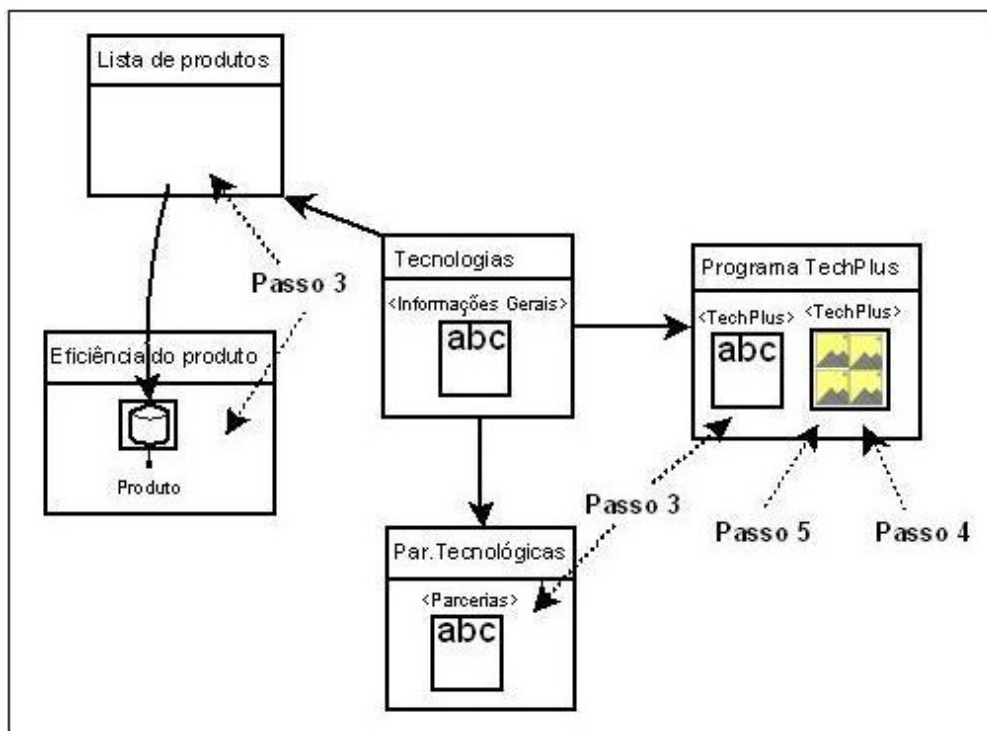 Lista de produtos
Passo 3
Tecnologias
<Informações Gerais>
abc
Programa TechPlus
<TechPlus>
abc
<TechPlus>
Eficiência do produto
Produto
Passo 3
Passo 5
Passo 4
Par.Tecnológicas
<Parcerias>
abc